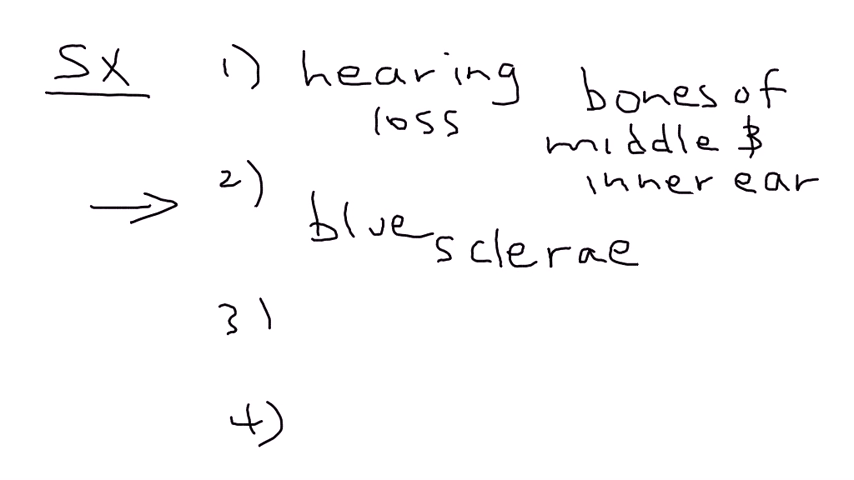 SX 1) hearing loss
bones of middle & inner ear
2) blue sclerae
3)
4)